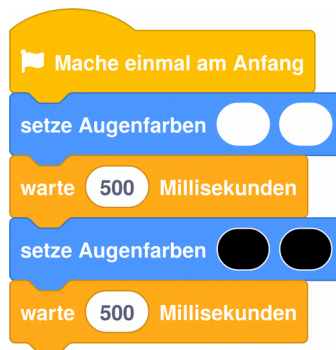 Mache einmal am Anfang
setze Augenfarben
warte 500 Millisekunden
setze Augenfarben
warte 500 Millisekunden